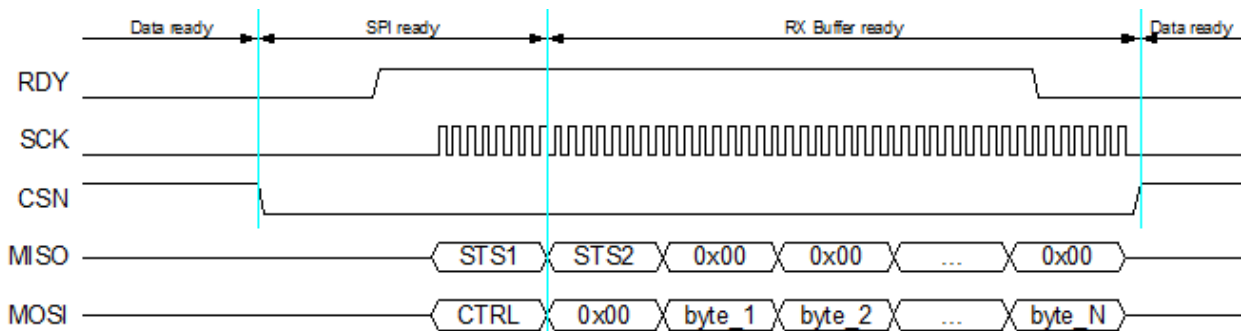 Data ready SPI ready RX Buffer ready Data ready
RDY
SCK
CSN
MISO STS1 STS2 0x00 0x00 ... 0x00
MOSI CTRL 0x00 byte_1 byte_2 ... byte_N